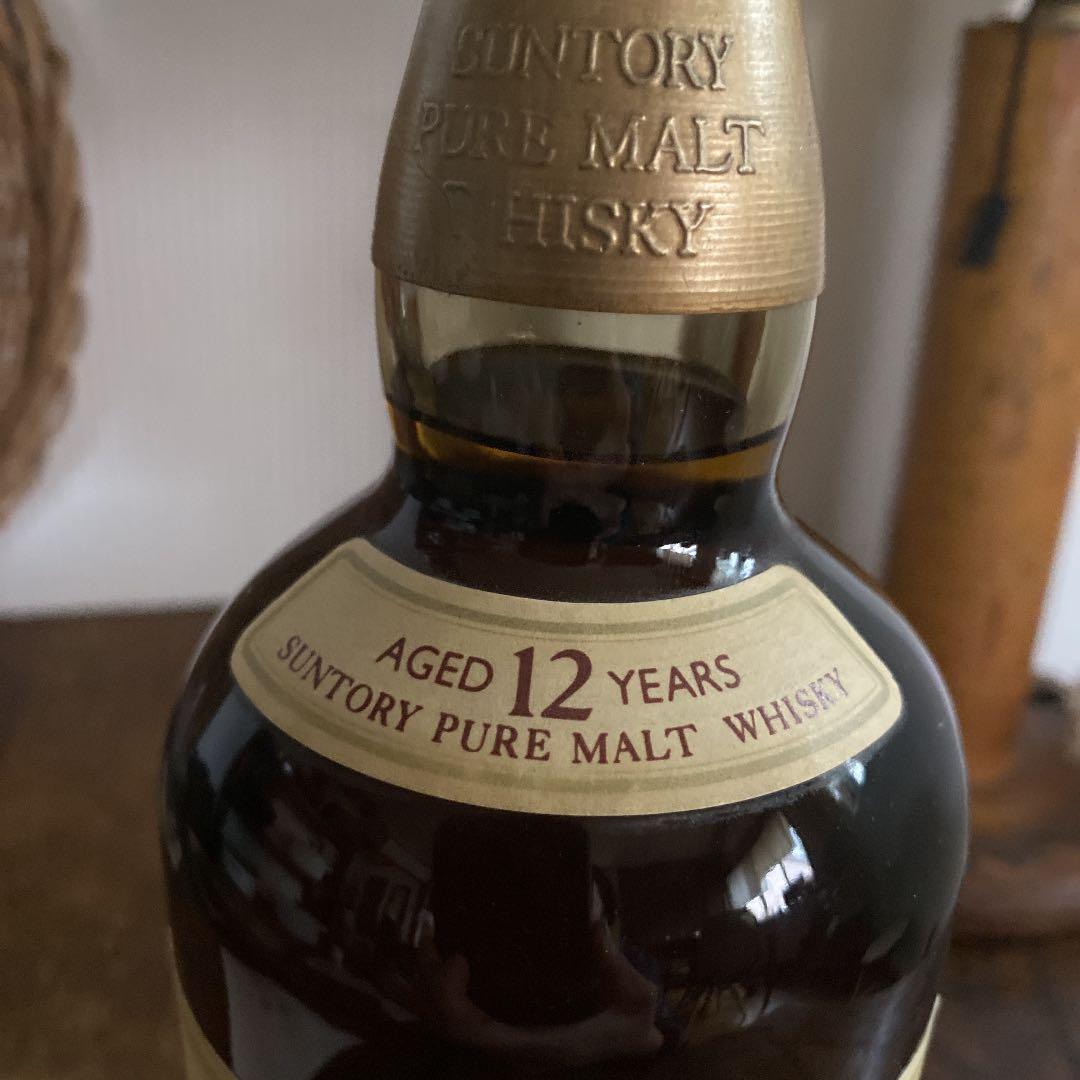 SUNTORY
PURE MALT
WHISKY
AGED 12 YEARS
SUNTORY PURE MALT WHISKY